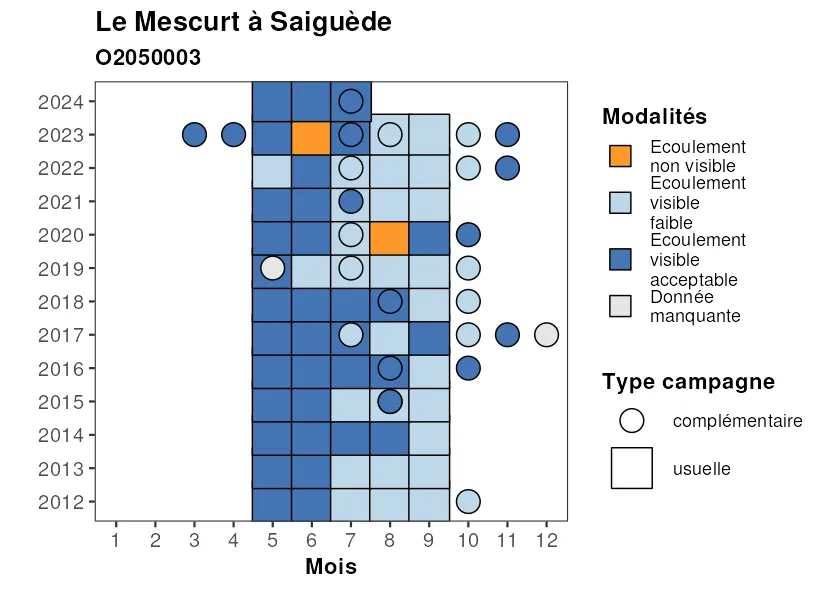 Le Mescurt à Saiguède
O2050003
2024
2023
2022
2021
2020
2019
2018
2017
2016
2015
2014
2013
2012
1 2 3 4 5 6 7 8 9 10 11 12
Mois
Modalités
Ecoulement
non visible
Ecoulement
visible
faible
Ecoulement
visible
acceptable
Donnée
manquante
Type campagne
complémentaire
usuelle